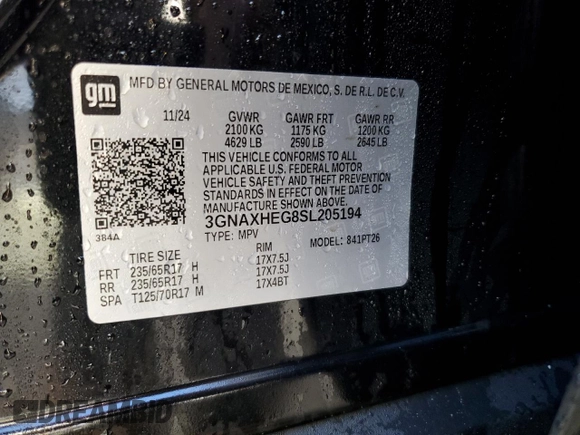 gm
MFD BY GENERAL MOTORS DE MEXICO, S. DE R.L. DE C.V.
11/24 GVWR GAWR FRT GAWR RR
2100 KG 1175 KG 1200 KG
4629 LB 2590 LB 2645 LB
THIS VEHICLE CONFORMS TO ALL
APPLICABLE U.S. FEDERAL MOTOR
VEHICLE SAFETY AND THEFT PREVENTION
STANDARDS IN EFFECT ON THE DATE OF
MANUFACTURE SHOWN ABOVE.
3GNAXHEG8SL205194
384A
TYPE: MPV MODEL: 841PT26
TIRE SIZE RIM
FRT 235/65R17 H 17X7.5J
RR 235/65R17 H 17X7.5J
SPA T125/70R17 M 17X4BT
DREAMBID